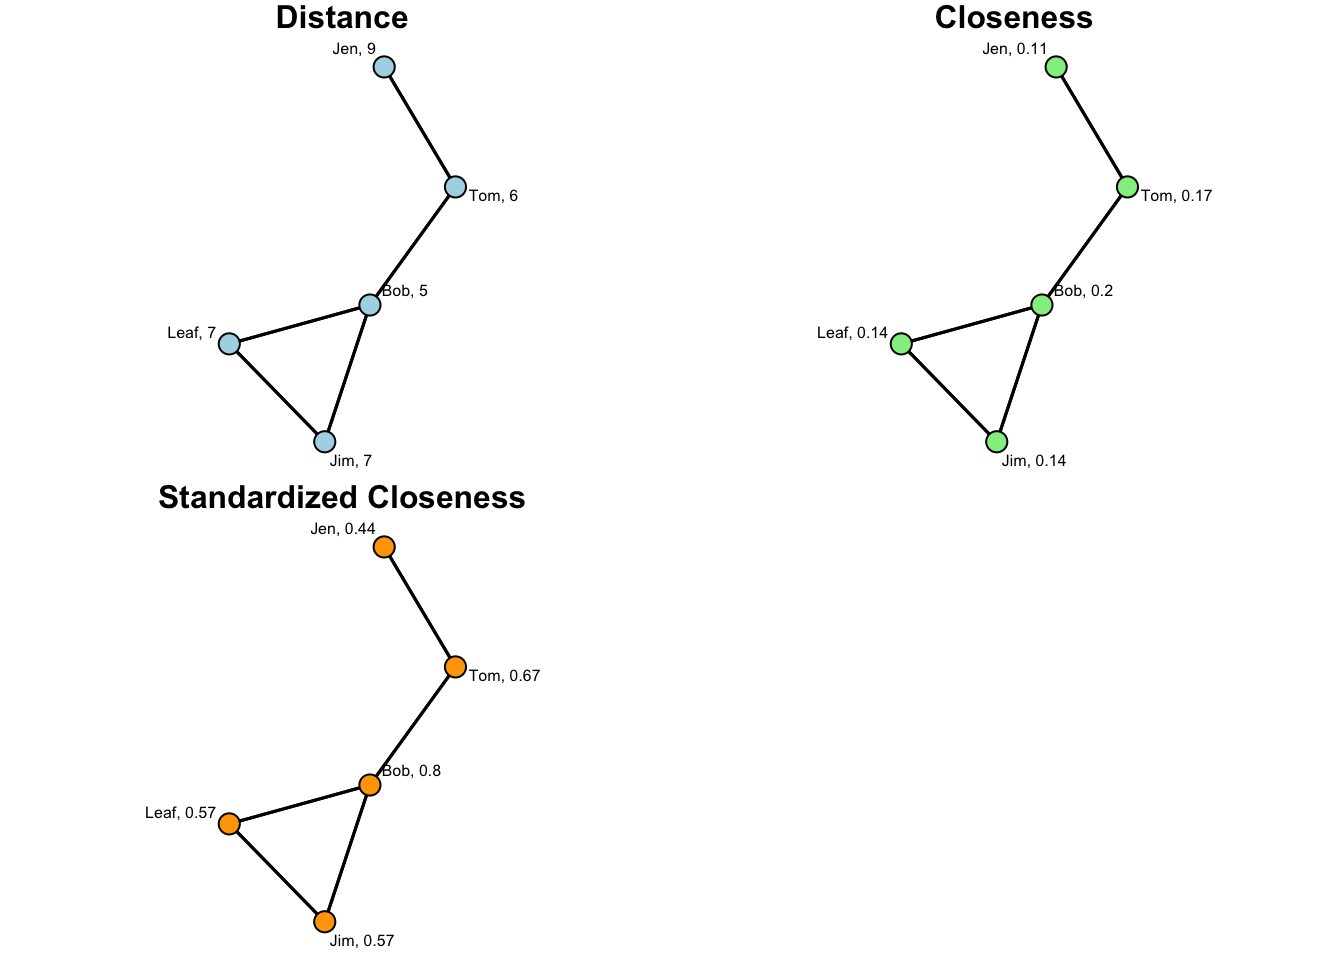 Distance
Jen, 9
Tom, 6
Bob, 5
Leaf, 7
Jim, 7
Closeness
Jen, 0.11
Tom, 0.17
Bob, 0.2
Leaf, 0.14
Jim, 0.14
Standardized Closeness
Jen, 0.44
Tom, 0.67
Bob, 0.8
Leaf, 0.57
Jim, 0.57